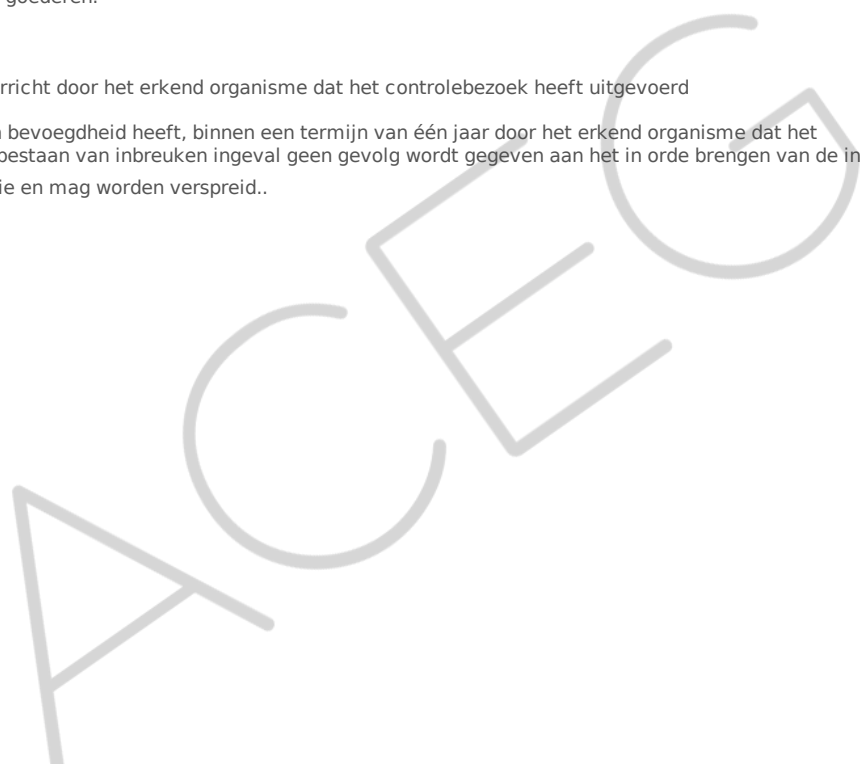 goederen.
rricht door het erkend organisme dat het controlebezoek heeft uitgevoerd
bevoegdheid heeft, binnen een termijn van één jaar door het erkend organisme dat het
bestaan van inbreuken ingeval geen gevolg wordt gegeven aan het in orde brengen van de in
ie en mag worden verspreid..
ACEG